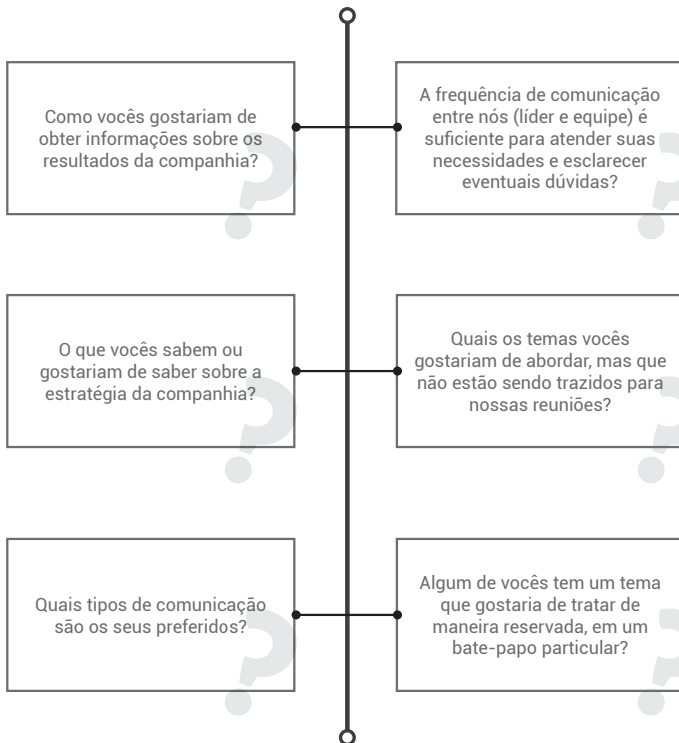 Como vocês gostariam de
obter informações sobre os
resultados da companhia?
A frequência de comunicação
entre nós (líder e equipe) é
suficiente para atender suas
necessidades e esclarecer
eventuais dúvidas?
O que vocês sabem ou
gostariam de saber sobre a
estratégia da companhia?
Quais os temas vocês
gostariam de abordar, mas que
não estão sendo trazidos para
nossas reuniões?
Quais tipos de comunicação
são os seus preferidos?
Algum de vocês tem um tema
que gostaria de tratar de
maneira reservada, em um
bate-papo particular?